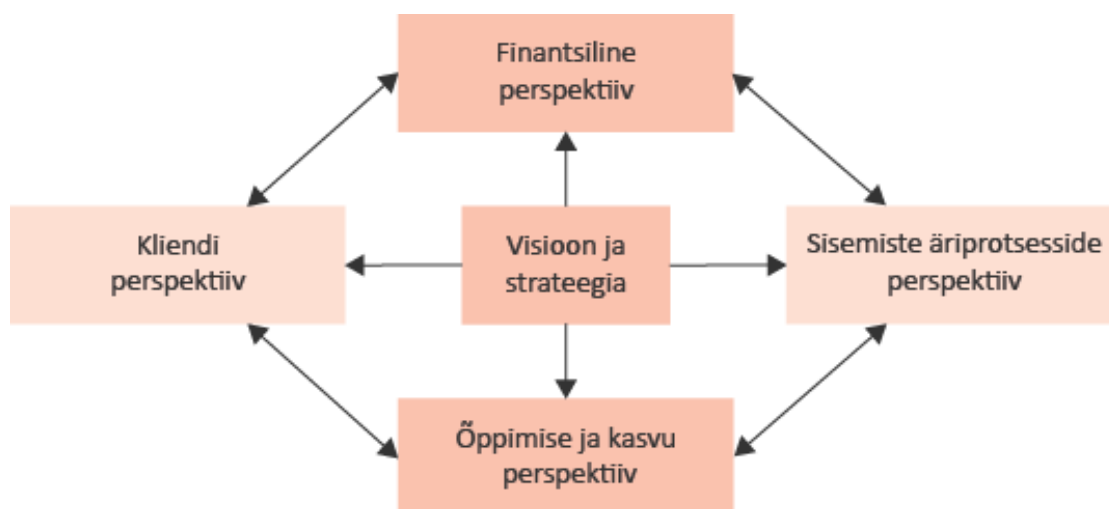 Finantsiline
perspektiiv
Kliendi
perspektiiv
Visioon ja
strateegia
Sisemiste äriprotsesside
perspektiiv
Õppimise ja kasvu
perspektiiv